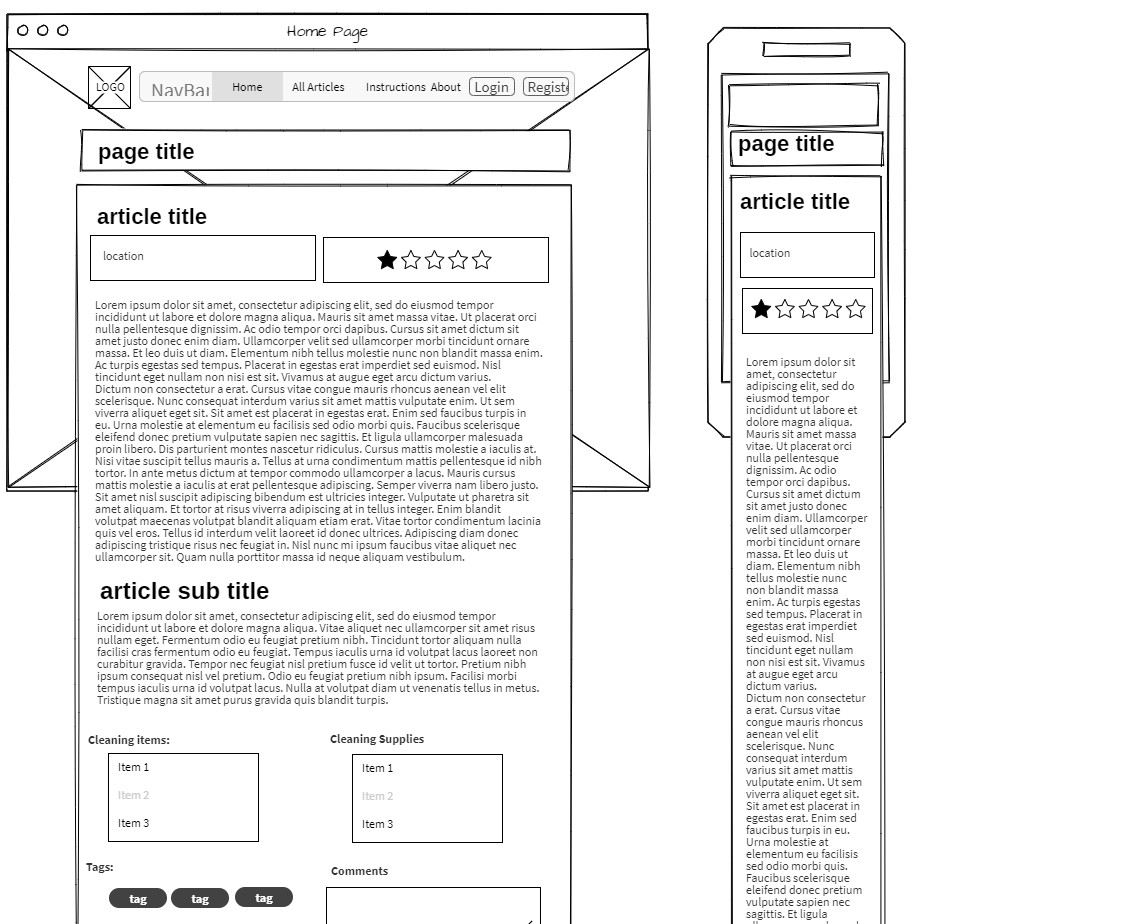 Home Page
LOGO
NavBar Home All Articles Instructions About Login Registe
page title
article title
location
Lorem ipsum dolor sit amet, consectetur adipiscing elit, sed do eiusmod tempor
incididunt ut labore et dolore magna aliqua. Mauris sit amet massa vitae. Ut placerat orci
nulla pellentesque dignissim. Ac odio tempor orci dapibus. Cursus sit amet dictum sit
amet justo donec enim diam. Ullamcorper velit sed ullamcorper morbi tincidunt ornare
massa. Et leo duis ut diam. Elementum nibh tellus molestie nunc non blandit massa enim.
Ac turpis egestas sed tempus. Placerat in egestas erat imperdiet sed euismod. Nisl
tincidunt eget nullam non nisi est sit. Vivamus at augue eget arcu dictum varius.
Dictum non consectetur a erat. Cursus vitae congue mauris rhoncus aenean vel elit
scelerisque. Nunc consequat interdum varius sit amet mattis vulputate enim. Ut sem
viverra aliquet eget sit. Sit amet est placerat in egestas erat. Enim sed faucibus turpis in
eu. Urna molestie at elementum eu facilisis sed odio morbi quis. Faucibus scelerisque
eleifend donec pretium vulputate sapien nec sagittis. Et ligula ullamcorper malesuada
proin libero. Dis parturient montes nascetur ridiculus. Cursus mattis molestie a iaculis at.
Nisi vitae suscipit tellus mauris a. Tellus at urna condimentum mattis pellentesque id nibh
tortor. In ante metus dictum at tempor commodo ullamcorper a lacus. Mauris cursus
mattis molestie a iaculis at erat pellentesque adipiscing. Semper viverra nam libero justo.
Sit amet nisl suscipit adipiscing bibendum est ultricies integer. Vulputate ut pharetra sit
amet aliquam. Et tortor at risus viverra adipiscing at in tellus integer. Enim blandit
volutpat maecenas volutpat blandit aliquam etiam erat. Vitae tortor condimentum lacinia
quis vel eros. Tellus id interdum velit laoreet id donec ultrices. Adipiscing diam donec
adipiscing tristique risus nec feugiat in. Nisl nunc mi ipsum faucibus vitae aliquet nec
ullamcorper sit. Quam nulla porttitor massa id neque aliquam vestibulum.
article sub title
Lorem ipsum dolor sit amet, consectetur adipiscing elit, sed do eiusmod tempor
incididunt ut labore et dolore magna aliqua. Vitae aliquet nec ullamcorper sit amet risus
nullam eget. Fermentum odio eu feugiat pretium nibh. Tincidunt tortor aliquam nulla
facilisi cras fermentum odio eu feugiat. Tempus iaculis urna id volutpat lacus laoreet non
curabitur gravida. Tempor nec feugiat nisl pretium fusce id velit ut tortor. Pretium nibh
ipsum consequat nisl vel pretium. Odio eu feugiat pretium nibh ipsum. Facilisi morbi
tempus iaculis urna id volutpat lacus. Nulla at volutpat diam ut venenatis tellus in metus.
Tristique magna sit amet purus gravida quis blandit turpis.
Cleaning items:
Item 1
Item 2
Item 3
Cleaning Supplies
Item 1
Item 2
Item 3
Tags:
tag tag tag
Comments
page title
article title
location
Lorem ipsum dolor sit
amet, consectetur
adipiscing elit, sed do
eiusmod tempor
incididunt ut labore et
dolore magna aliqua.
Mauris sit amet massa
vitae. Ut placerat orci
nulla pellentesque
dignissim. Ac odio
tempor orci dapibus.
Cursus sit amet dictum
sit amet justo donec
enim diam. Ullamcorper
velit sed ullamcorper
morbi tincidunt ornare
massa. Et leo duis ut
diam. Elementum nibh
tellus molestie nunc
non blandit massa
enim. Ac turpis egestas
sed tempus. Placerat in
egestas erat imperdiet
sed euismod. Nisl
tincidunt eget nullam
non nisi est sit. Vivamus
at augue eget arcu
dictum varius.
Dictum non consectetur
a erat. Cursus vitae
congue mauris rhoncus
aenean vel elit
scelerisque. Nunc
consequat interdum
varius sit amet mattis
vulputate enim. Ut sem
viverra aliquet eget sit.
Sit amet est placerat in
egestas erat. Enim sed
faucibus turpis in eu.
Urna molestie at
elementum eu facilisis
sed odio morbi quis.
Faucibus scelerisque
eleifend donec pretium
vulputate sapien nec
sagittis. Et ligula